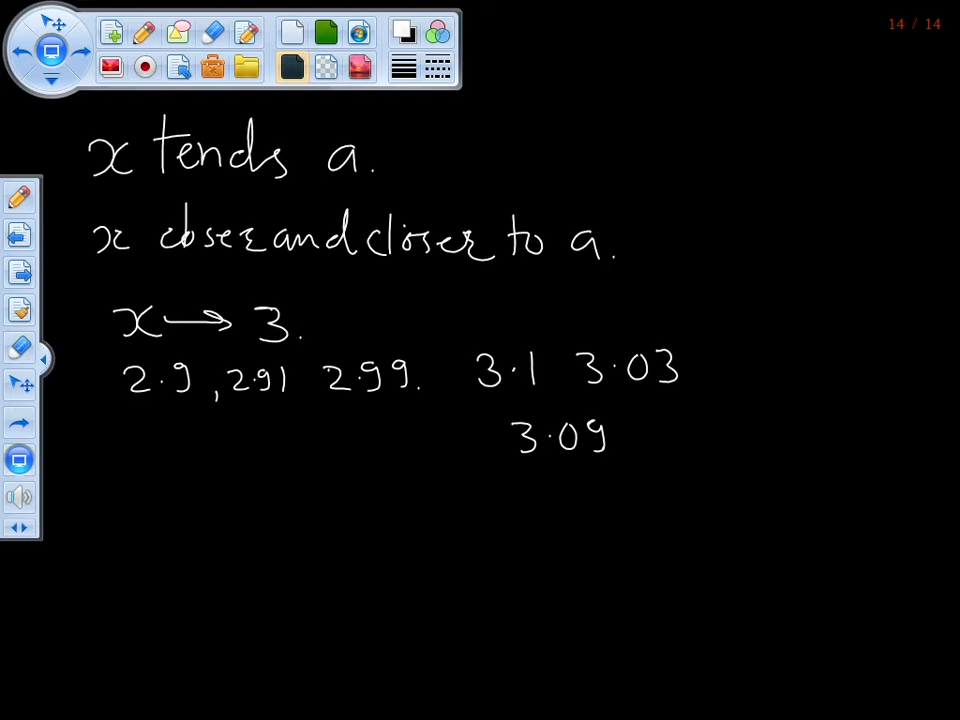 14 / 14
x tends a.
x closer and closer to a.
x → 3.
2.9 , 2.91 2.99. 3.1 3.03
3.09